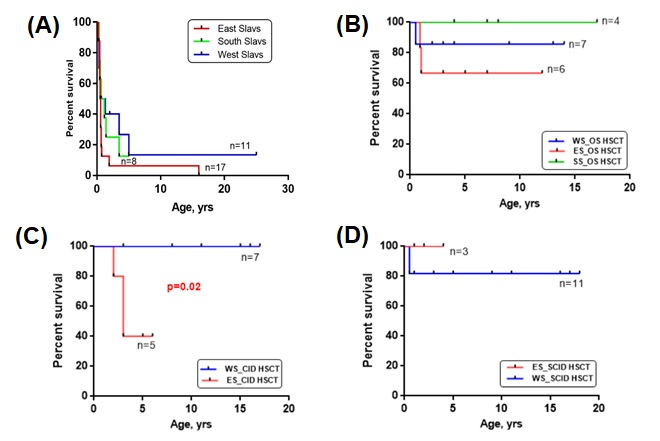 (A)
Percent survival
100
80
60
40
20
0
East Slavs
South Slavs
West Slavs
n=11
n=8
n=17
0 10 20 30
Age, yrs
(B)
Percent survival
100
80
60
40
20
0
n=4
n=7
n=6
WS_OS HSCT
ES_OS HSCT
SS_OS HSCT
0 5 10 15 20
Age, yrs
(C)
Percent survival
100
80
60
40
20
0
n=7
p=0.02
n=5
WS_CID HSCT
ES_CID HSCT
0 5 10 15 20
Age, yrs
(D)
Percent survival
100
80
60
40
20
0
n=3
n=11
ES_SCID HSCT
WS_SCID HSCT
0 5 10 15 20
Age, yrs